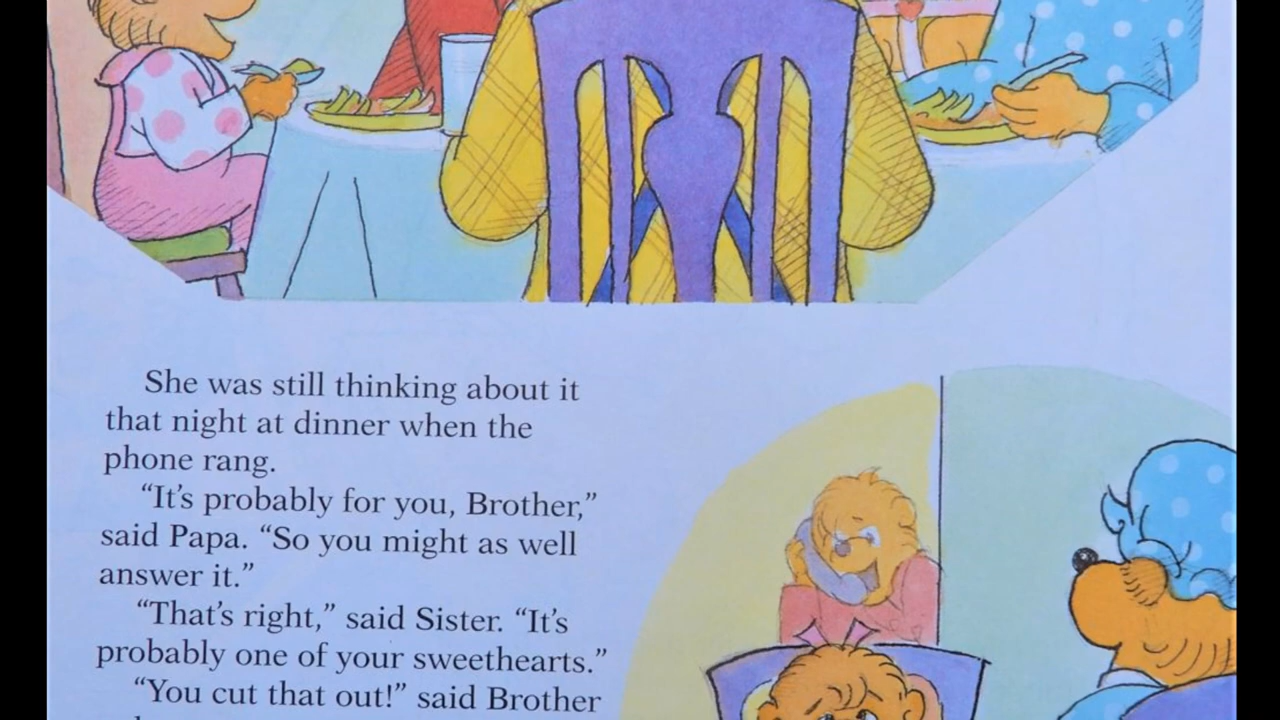 She was still thinking about it
that night at dinner when the
phone rang.
“It’s probably for you, Brother,”
said Papa. “So you might as well
answer it.”
“That’s right,” said Sister. “It’s
probably one of your sweethearts.”
“You cut that out!” said Brother